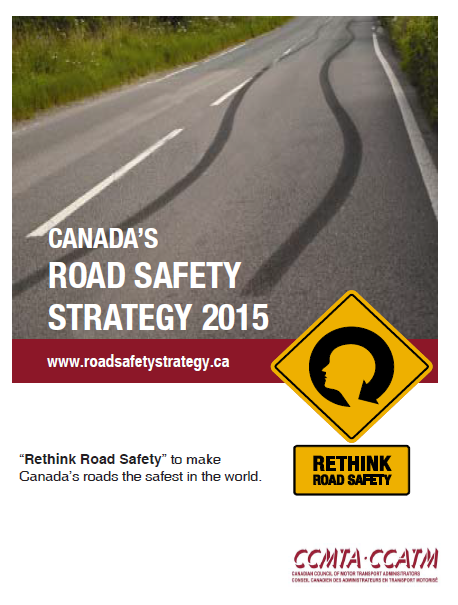 CANADA'S
ROAD SAFETY
STRATEGY 2015
www.roadsafetystrategy.ca
"Rethink Road Safety" to make
Canada's roads the safest in the world.
RETHINK
ROAD SAFETY
CCMTA·CCATM
CANADIAN COUNCIL OF MOTOR TRANSPORT ADMINISTRATORS
CONSEIL CANADIEN DES ADMINISTRATEURS EN TRANSPORT MOTORISÉ